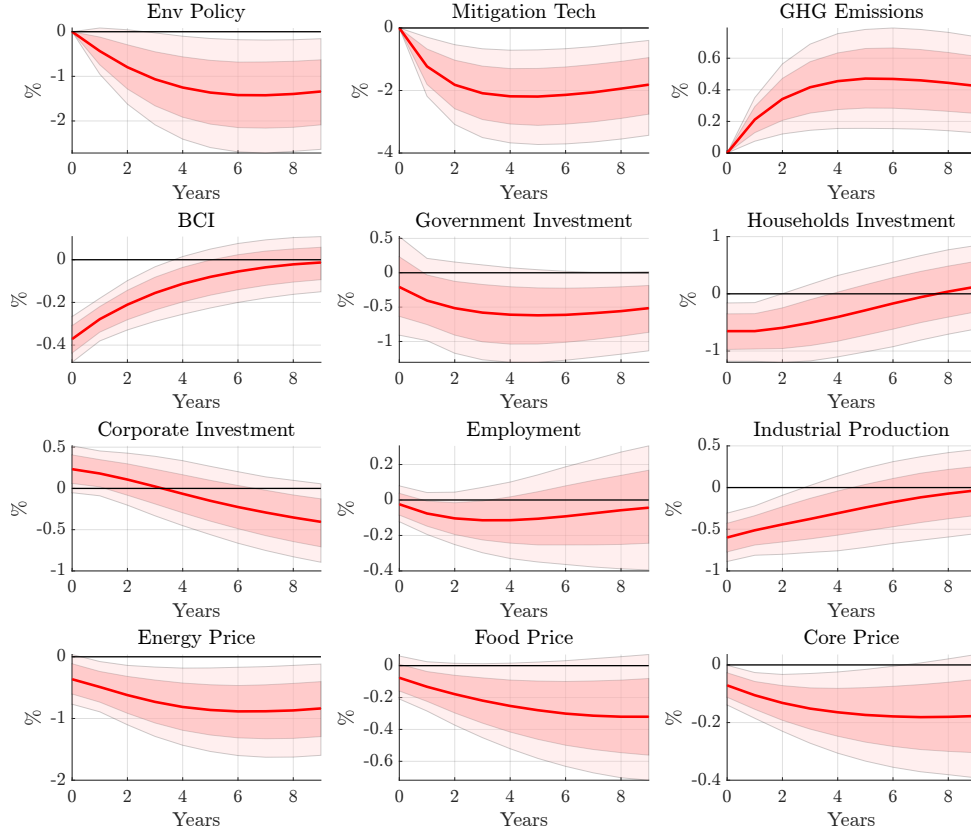 Env Policy
0
-1
-2
%
0 2 4 6 8
Years
Mitigation Tech
0
-2
-4
%
0 2 4 6 8
Years
GHG Emissions
0.6
0.4
0.2
0
%
0 2 4 6 8
Years
BCI
0
-0.2
-0.4
%
0 2 4 6 8
Years
Government Investment
0.5
0
-0.5
-1
%
0 2 4 6 8
Years
Households Investment
1
0
-1
%
0 2 4 6 8
Years
Corporate Investment
0.5
0
-0.5
-1
%
0 2 4 6 8
Years
Employment
0.2
0
-0.2
-0.4
%
0 2 4 6 8
Years
Industrial Production
0.5
0
-0.5
-1
%
0 2 4 6 8
Years
Energy Price
0
-1
-2
%
0 2 4 6 8
Years
Food Price
0
-0.2
-0.4
-0.6
%
0 2 4 6 8
Years
Core Price
0
-0.2
-0.4
%
0 2 4 6 8
Years